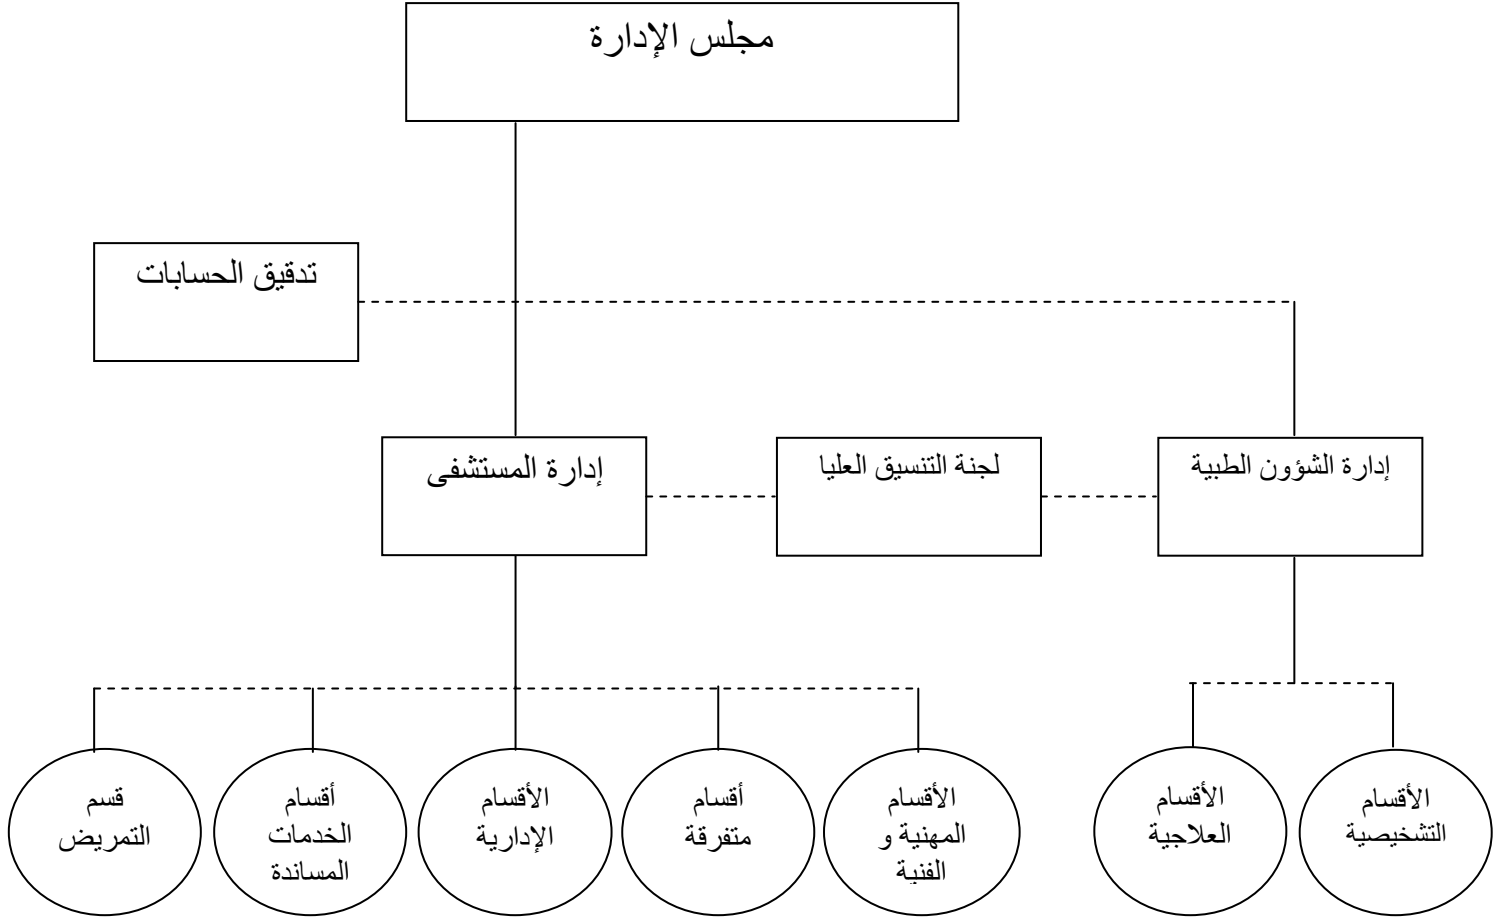 مجلس الإدارة
تدقيق الحسابات
إدارة الشؤون الطبية
لجنة التنسيق العليا
إدارة المستشفى
الأقسام
التشخيصية
الأقسام
العلاجية
الأقسام
المهنية و
الفنية
أقسام
متفرقة
الأقسام
الإدارية
أقسام
الخدمات
المساندة
قسم
التمريض